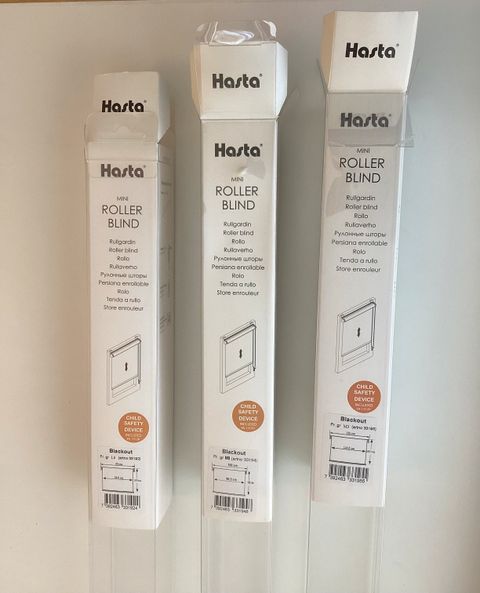 Hasta®
Hasta®
MINI
ROLLER
BLIND
Rullgardin
Roller blind
Rollo
Rullaverho
Рулонные шторы
Persiana enrollable
Rolo
Tenda a rullo
Store enrouleur
CHILD
SAFETY
DEVICE
INCLUDED
Blackout
Hasta®
Hasta®
MINI
ROLLER
BLIND
Rullgardin
Roller blind
Rollo
Rullaverho
Рулонные шторы
Persiana enrollable
Rolo
Tenda a rullo
Store enrouleur
CHILD
SAFETY
DEVICE
INCLUDED
Blackout
Hasta®
Hasta®
MINI
ROLLER
BLIND
Rullgardin
Roller blind
Rollo
Rullaverho
Рулонные шторы
Persiana enrollable
Rolo
Tenda a rullo
Store enrouleur
CHILD
SAFETY
DEVICE
INCLUDED
Blackout